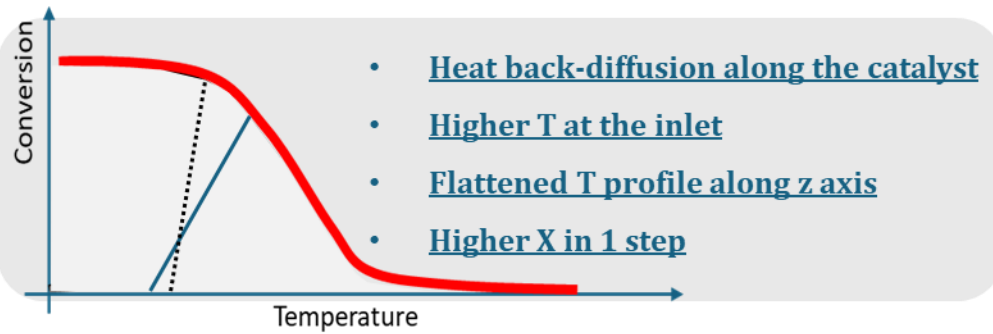 Conversion
• Heat back-diffusion along the catalyst
• Higher T at the inlet
• Flattened T profile along z axis
• Higher X in 1 step
Temperature